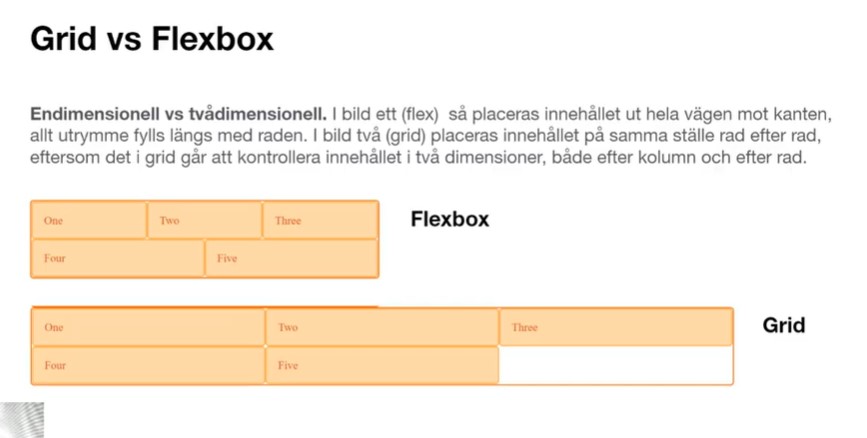 Grid vs Flexbox
Endimensionell vs tvådimensionell. I bild ett (flex) så placeras innehållet ut hela vägen mot kanten,
allt utrymme fylls längs med raden. I bild två (grid) placeras innehållet på samma ställe rad efter rad,
eftersom det i grid går att kontrollera innehållet i två dimensioner, både efter kolumn och efter rad.
One Two Three
Flexbox
Four Five
One Two Three
Grid
Four Five